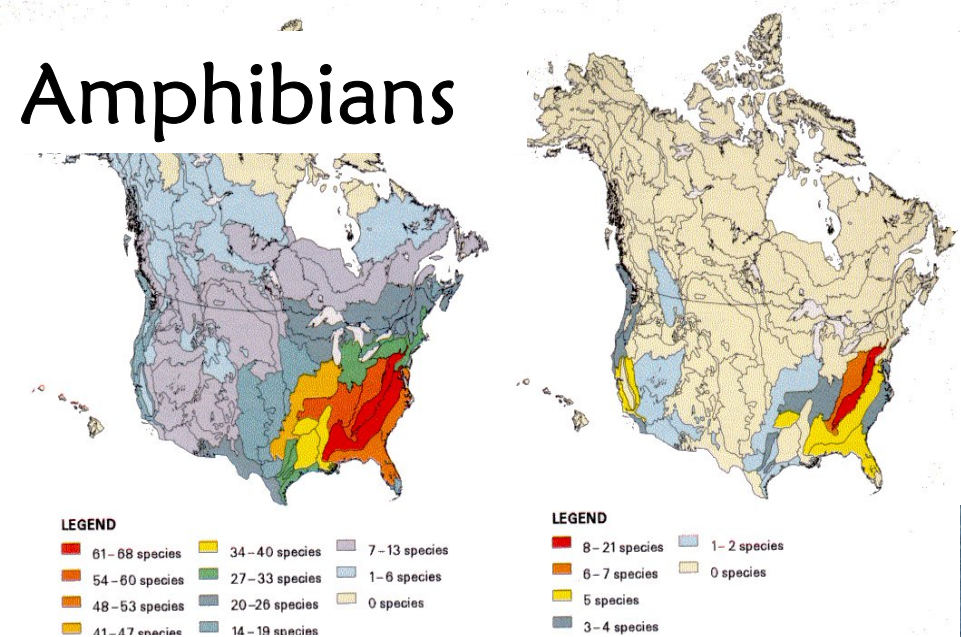 Amphibians
LEGEND
61–68 species
54–60 species
48–53 species
41–47 species
34–40 species
27–33 species
20–26 species
14–19 species
7–13 species
1–6 species
0 species
LEGEND
8–21 species
6–7 species
5 species
3–4 species
1–2 species
0 species